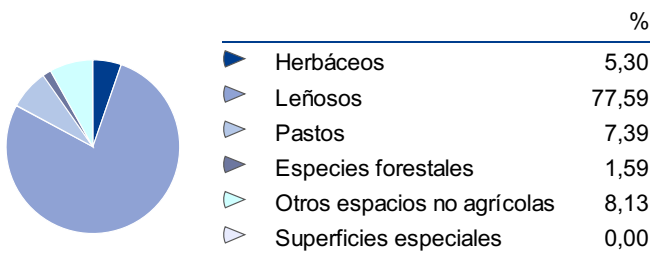 %
Herbáceos 5,30
Leñosos 77,59
Pastos 7,39
Especies forestales 1,59
Otros espacios no agrícolas 8,13
Superficies especiales 0,00